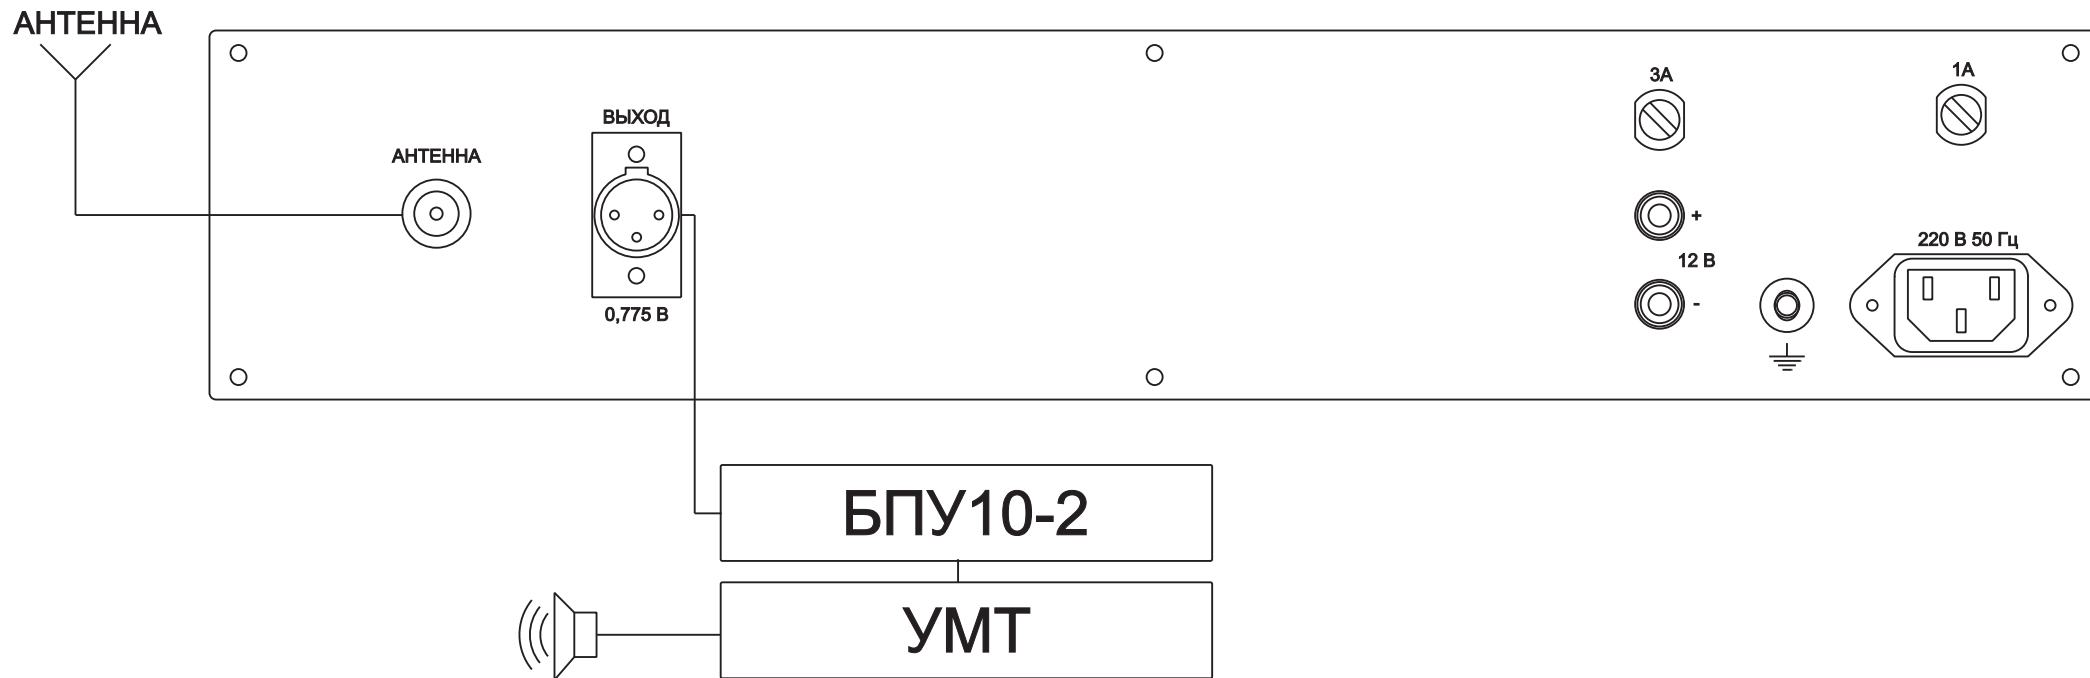 АНТЕННА
АНТЕННА
ВЫХОД
0,775 В
3А
1А
+
12 В
-
220 В 50 Гц
БПУ10-2
УМТ